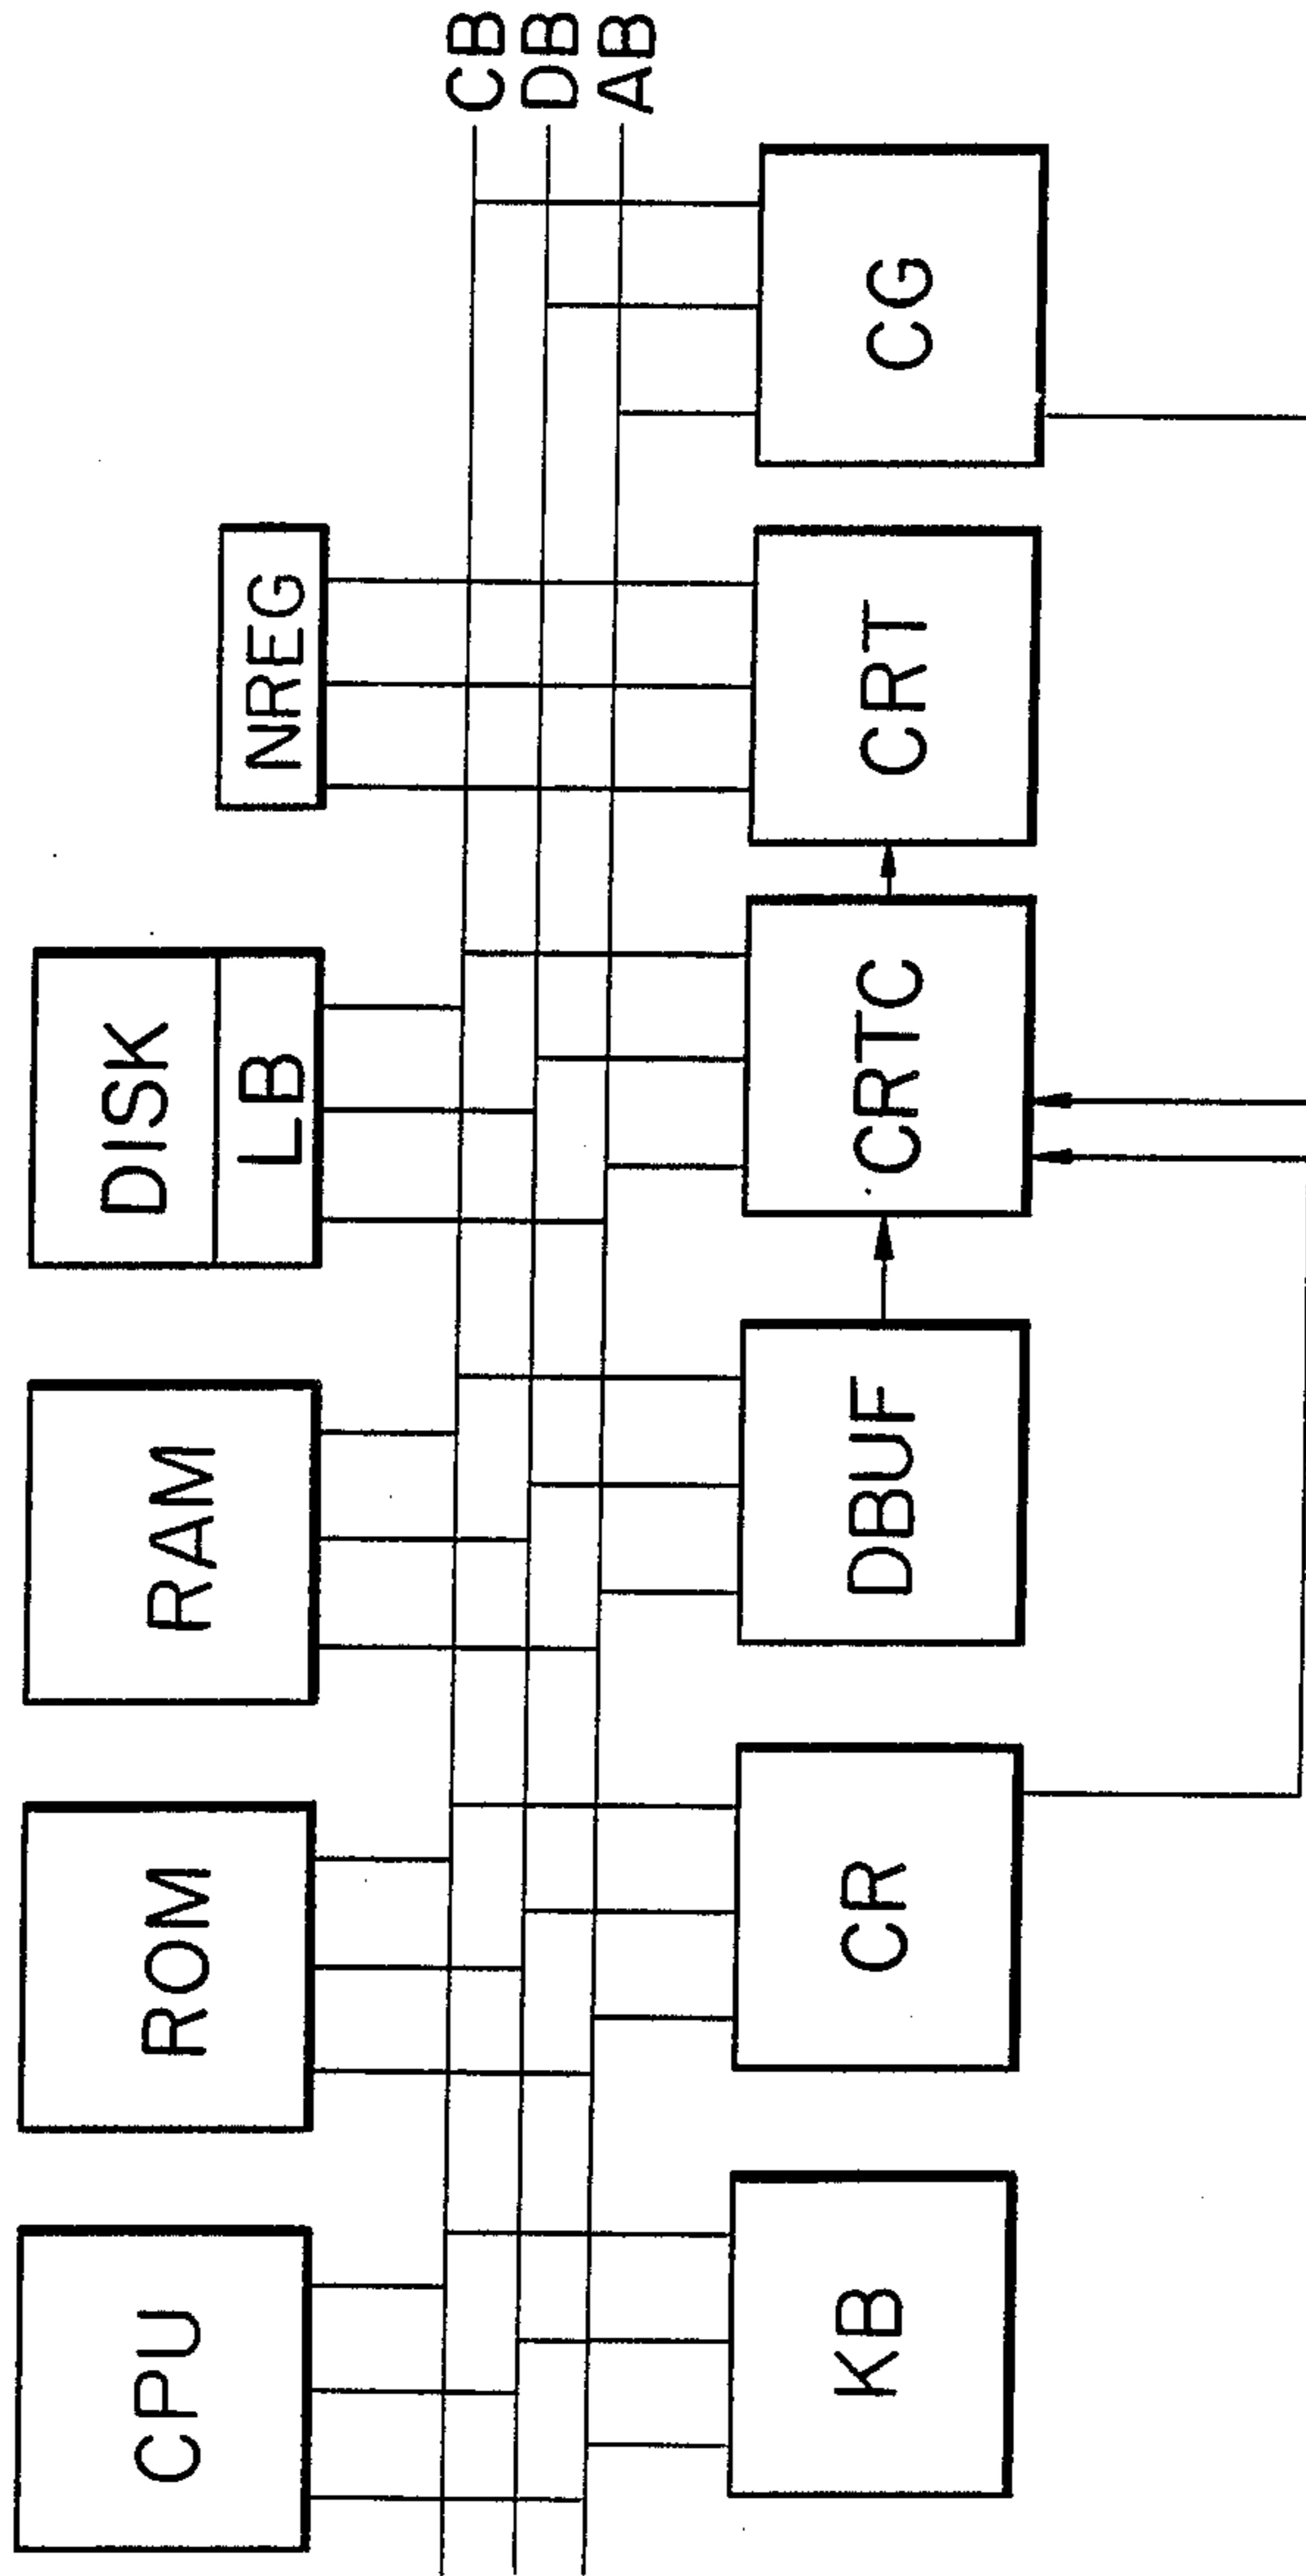 CPU
ROM
RAM
DISK
LB
NREG
CB
DB
AB
KB
CR
DBUF
CRTC
CRT
CG